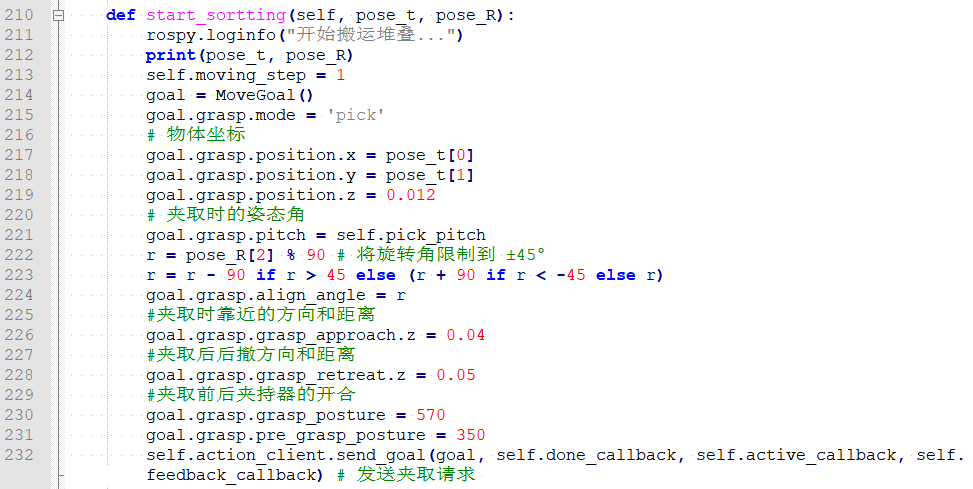 210 def start_sortting(self, pose_t, pose_R):
211 rospy.loginfo("开始搬运堆叠...")
212 print(pose_t, pose_R)
213 self.moving_step = 1
214 goal = MoveGoal()
215 goal.grasp.mode = 'pick'
216 # 物体坐标
217 goal.grasp.position.x = pose_t[0]
218 goal.grasp.position.y = pose_t[1]
219 goal.grasp.position.z = 0.012
220 # 夹取时的姿态角
221 goal.grasp.pitch = self.pick_pitch
222 r = pose_R[2] % 90 # 将旋转角限制到 ±45°
223 r = r - 90 if r > 45 else (r + 90 if r < -45 else r)
224 goal.grasp.align_angle = r
225 #夹取时靠近的方向和距离
226 goal.grasp.grasp_approach.z = 0.04
227 #夹取后后撤方向和距离
228 goal.grasp.grasp_retreat.z = 0.05
229 #夹取前后夹持器的开合
230 goal.grasp.grasp_posture = 570
231 goal.grasp.pre_grasp_posture = 350
232 self.action_client.send_goal(goal, self.done_callback, self.active_callback, self.
feedback_callback) # 发送夹取请求